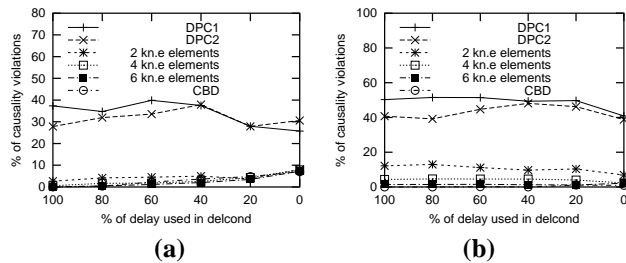 80
70
60
50
40
30
20
10
0
% of causality violations
100 80 60 40 20 0
% of delay used in delcond
DPC1
DPC2
2 kn.e elements
4 kn.e elements
6 kn.e elements
CBD
(a)
100
80
60
40
20
0
% of causality violations
100 80 60 40 20 0
% of delay used in delcond
DPC1
DPC2
2 kn.e elements
4 kn.e elements
6 kn.e elements
CBD
(b)